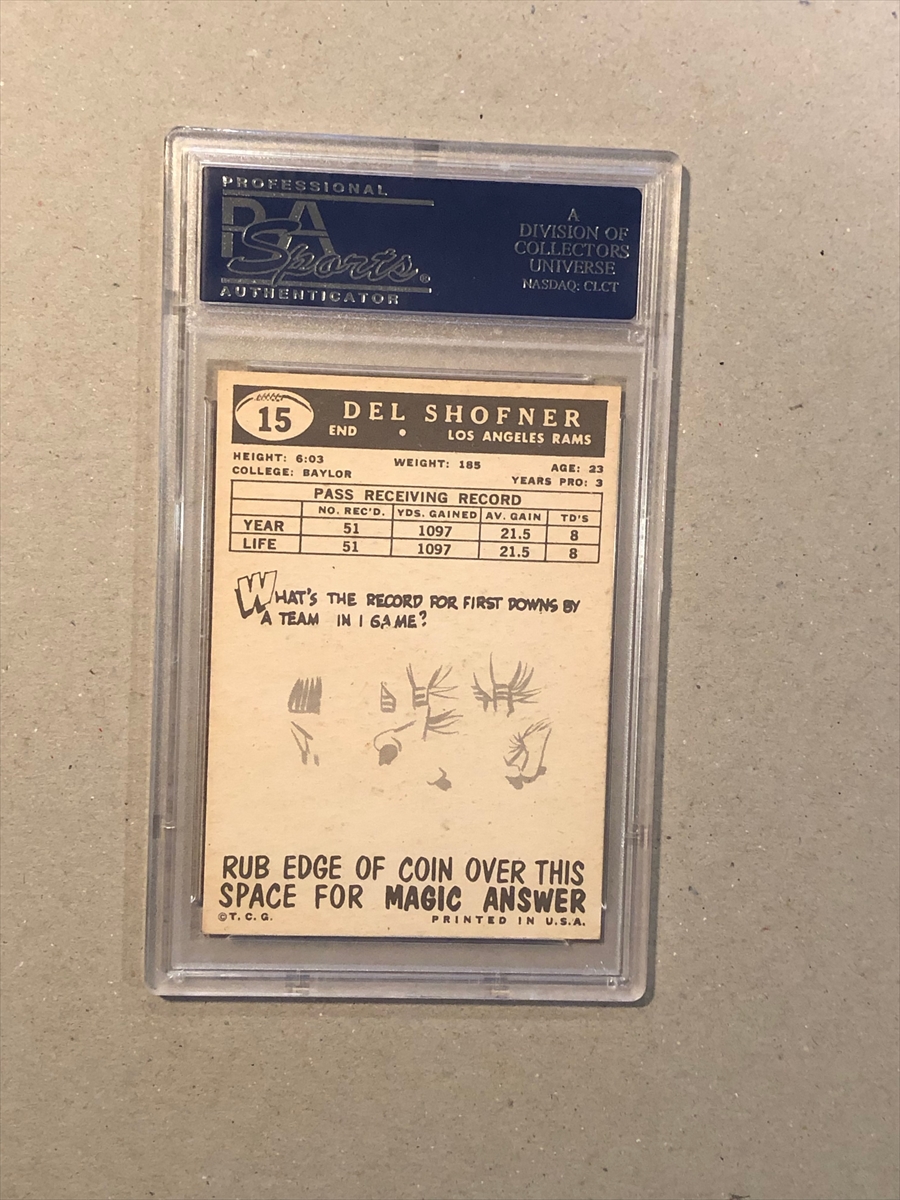 PROFESSIONAL
PSA
Sports®
AUTHENTICATOR
A
DIVISION OF
COLLECTORS
UNIVERSE
NASDAQ: CLCT
15
DEL SHOFNER
END • LOS ANGELES RAMS
HEIGHT: 6:03 WEIGHT: 185 AGE: 23
COLLEGE: BAYLOR YEARS PRO: 3
PASS RECEIVING RECORD
NO. REC'D. YDS. GAINED AV. GAIN TD'S
YEAR 51 1097 21.5 8
LIFE 51 1097 21.5 8
WHAT'S THE RECORD FOR FIRST DOWNS BY
A TEAM IN 1 GAME?
RUB EDGE OF COIN OVER THIS
SPACE FOR MAGIC ANSWER
©T. C. G. PRINTED IN U.S.A.